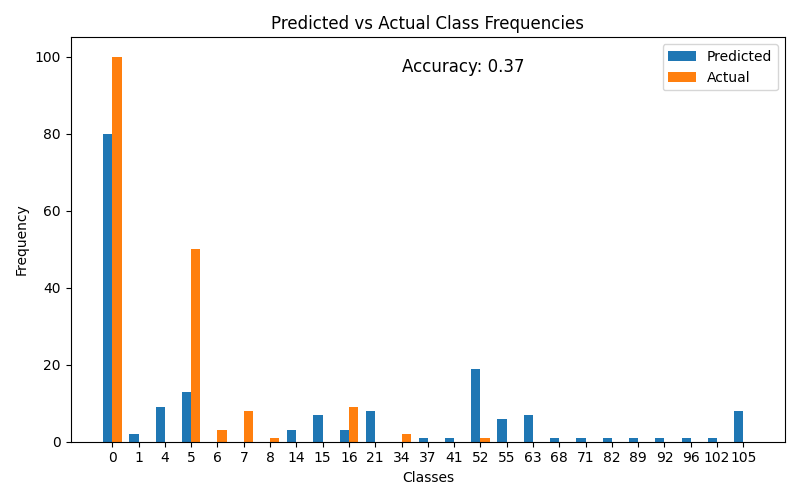 Predicted vs Actual Class Frequencies
Accuracy: 0.37
Predicted
Actual
100
80
60
40
20
0
Frequency
0 1 4 5 6 7 8 14 15 16 21 34 37 41 52 55 63 68 71 82 89 92 96 102 105
Classes